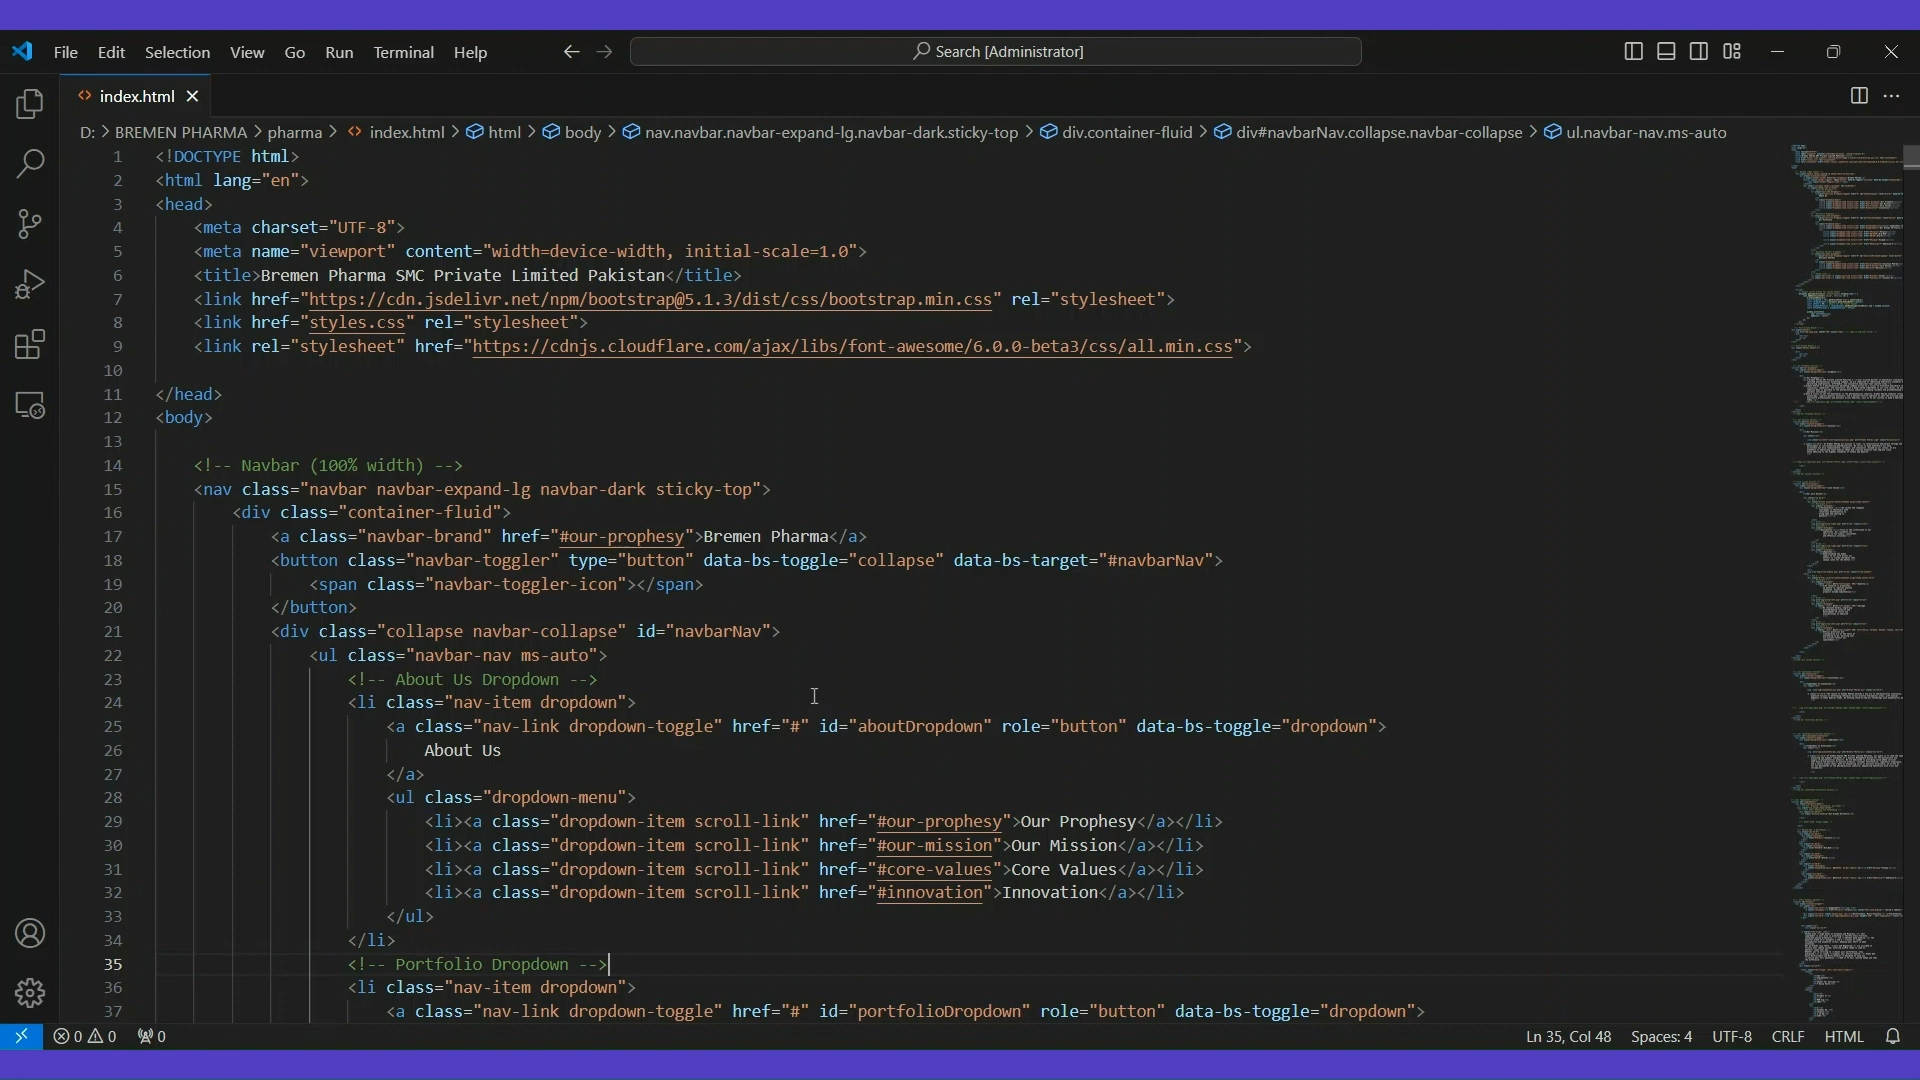 File Edit Selection View Go Run Terminal Help
Search [Administrator]
index.html
D: > BREMEN PHARMA > pharma > index.html > html > body > nav.navbar.navbar-expand-lg.navbar-dark.sticky-top > div.container-fluid > div#navbarNav.collapse.navbar-collapse > ul.navbar-nav.ms-auto
1 <!DOCTYPE html>
2 <html lang="en">
3 <head>
4 <meta charset="UTF-8">
5 <meta name="viewport" content="width=device-width, initial-scale=1.0">
6 <title>Bremen Pharma SMC Private Limited Pakistan</title>
7 <link href="https://cdn.jsdelivr.net/npm/bootstrap@5.1.3/dist/css/bootstrap.min.css" rel="stylesheet">
8 <link href="styles.css" rel="stylesheet">
9 <link rel="stylesheet" href="https://cdnjs.cloudflare.com/ajax/libs/font-awesome/6.0.0-beta3/css/all.min.css">
10
11 </head>
12 <body>
13
14 <!-- Navbar (100% width) -->
15 <nav class="navbar navbar-expand-lg navbar-dark sticky-top">
16 <div class="container-fluid">
17 <a class="navbar-brand" href="#our-prophesy">Bremen Pharma</a>
18 <button class="navbar-toggler" type="button" data-bs-toggle="collapse" data-bs-target="#navbarNav">
19 <span class="navbar-toggler-icon"></span>
20 </button>
21 <div class="collapse navbar-collapse" id="navbarNav">
22 <ul class="navbar-nav ms-auto">
23 <!-- About Us Dropdown -->
24 <li class="nav-item dropdown">
25 <a class="nav-link dropdown-toggle" href="#" id="aboutDropdown" role="button" data-bs-toggle="dropdown">
26 About Us
27 </a>
28 <ul class="dropdown-menu">
29 <li><a class="dropdown-item scroll-link" href="#our-prophesy">Our Prophesy</a></li>
30 <li><a class="dropdown-item scroll-link" href="#our-mission">Our Mission</a></li>
31 <li><a class="dropdown-item scroll-link" href="#core-values">Core Values</a></li>
32 <li><a class="dropdown-item scroll-link" href="#innovation">Innovation</a></li>
33 </ul>
34 </li>
35 <!-- Portfolio Dropdown -->
36 <li class="nav-item dropdown">
37 <a class="nav-link dropdown-toggle" href="#" id="portfolioDropdown" role="button" data-bs-toggle="dropdown">
0 0 0 Ln 35, Col 48 Spaces: 4 UTF-8 CRLF HTML